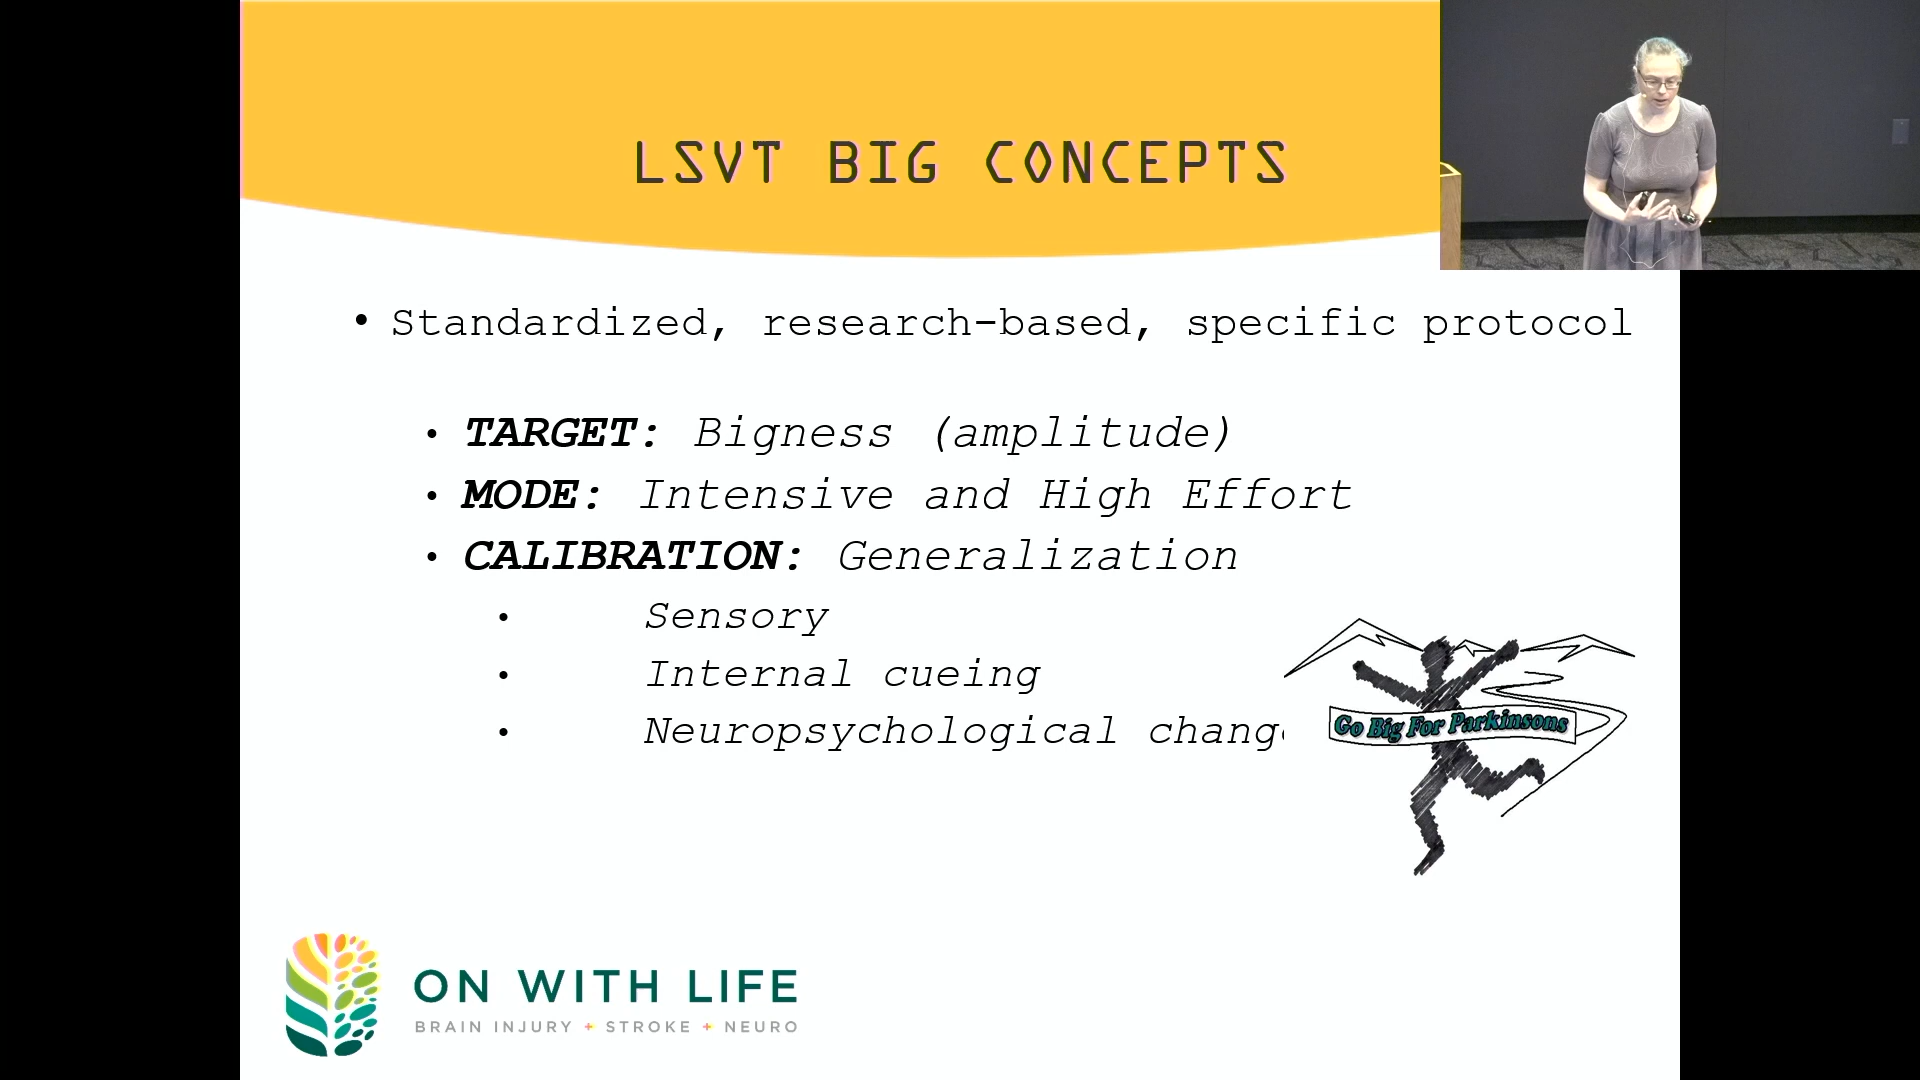 LSVT BIG CONCEPTS
• Standardized, research-based, specific protocol
• TARGET: Bigness (amplitude)
• MODE: Intensive and High Effort
• CALIBRATION: Generalization
• Sensory
• Internal cueing
• Neuropsychological chang
Go Big For Parkinsons
ON WITH LIFE
BRAIN INJURY + STROKE + NEURO